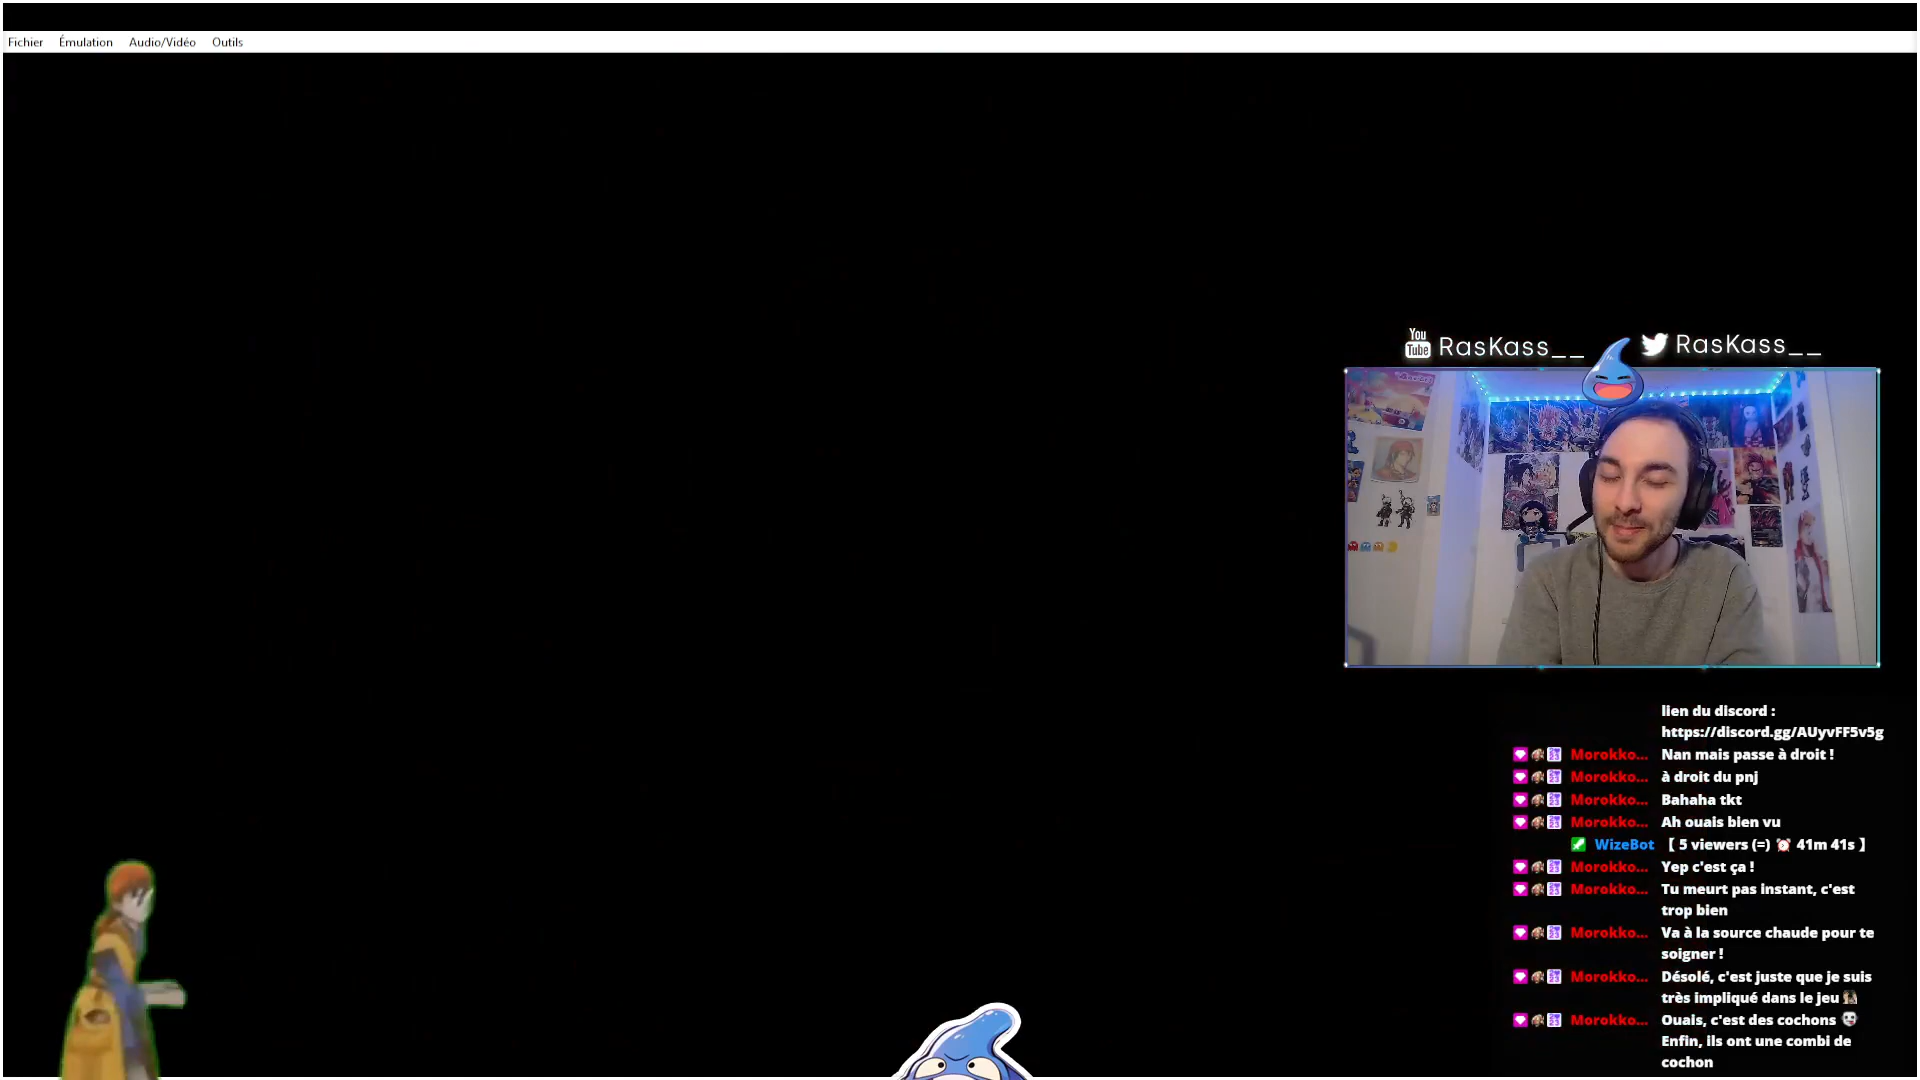 Fichier Émulation Audio/Vidéo Outils
You Tube RasKass__ RasKass__
lien du discord :
https://discord.gg/AUyvFF5v5g
Morokko... Nan mais passe à droit !
Morokko... à droit du pnj
Morokko... Bahaha tkt
Morokko... Ah ouais bien vu
WizeBot 【 5 viewers (=) ⏰ 41m 41s 】
Morokko... Yep c'est ça !
Morokko... Tu meurt pas instant, c'est
trop bien
Morokko... Va à la source chaude pour te
soigner !
Morokko... Désolé, c'est juste que je suis
très impliqué dans le jeu
Morokko... Ouais, c'est des cochons
Enfin, ils ont une combi de
cochon